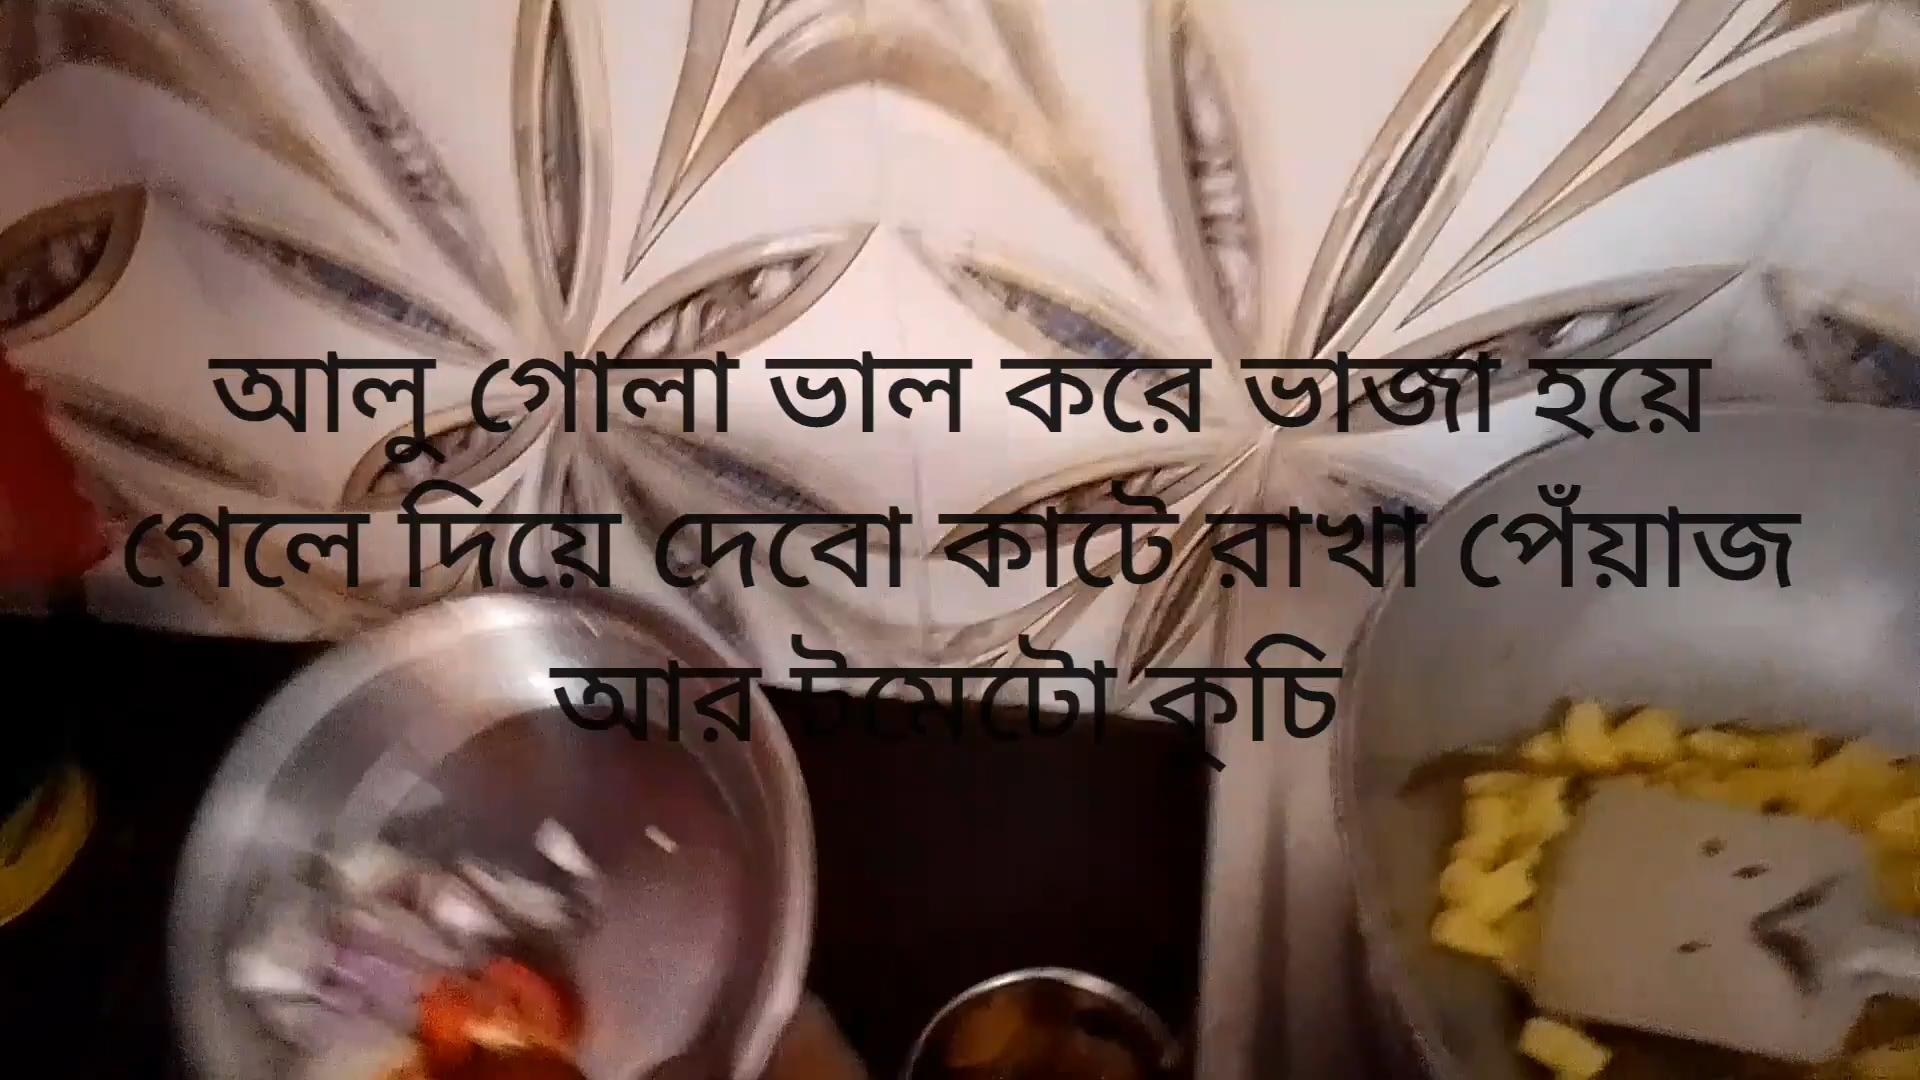 আলু গোলা ভাল করে ভাজা হয়ে
গেলে দিয়ে দেবো কাটে রাখা পেঁয়াজ
আর টমেটো কৃচি